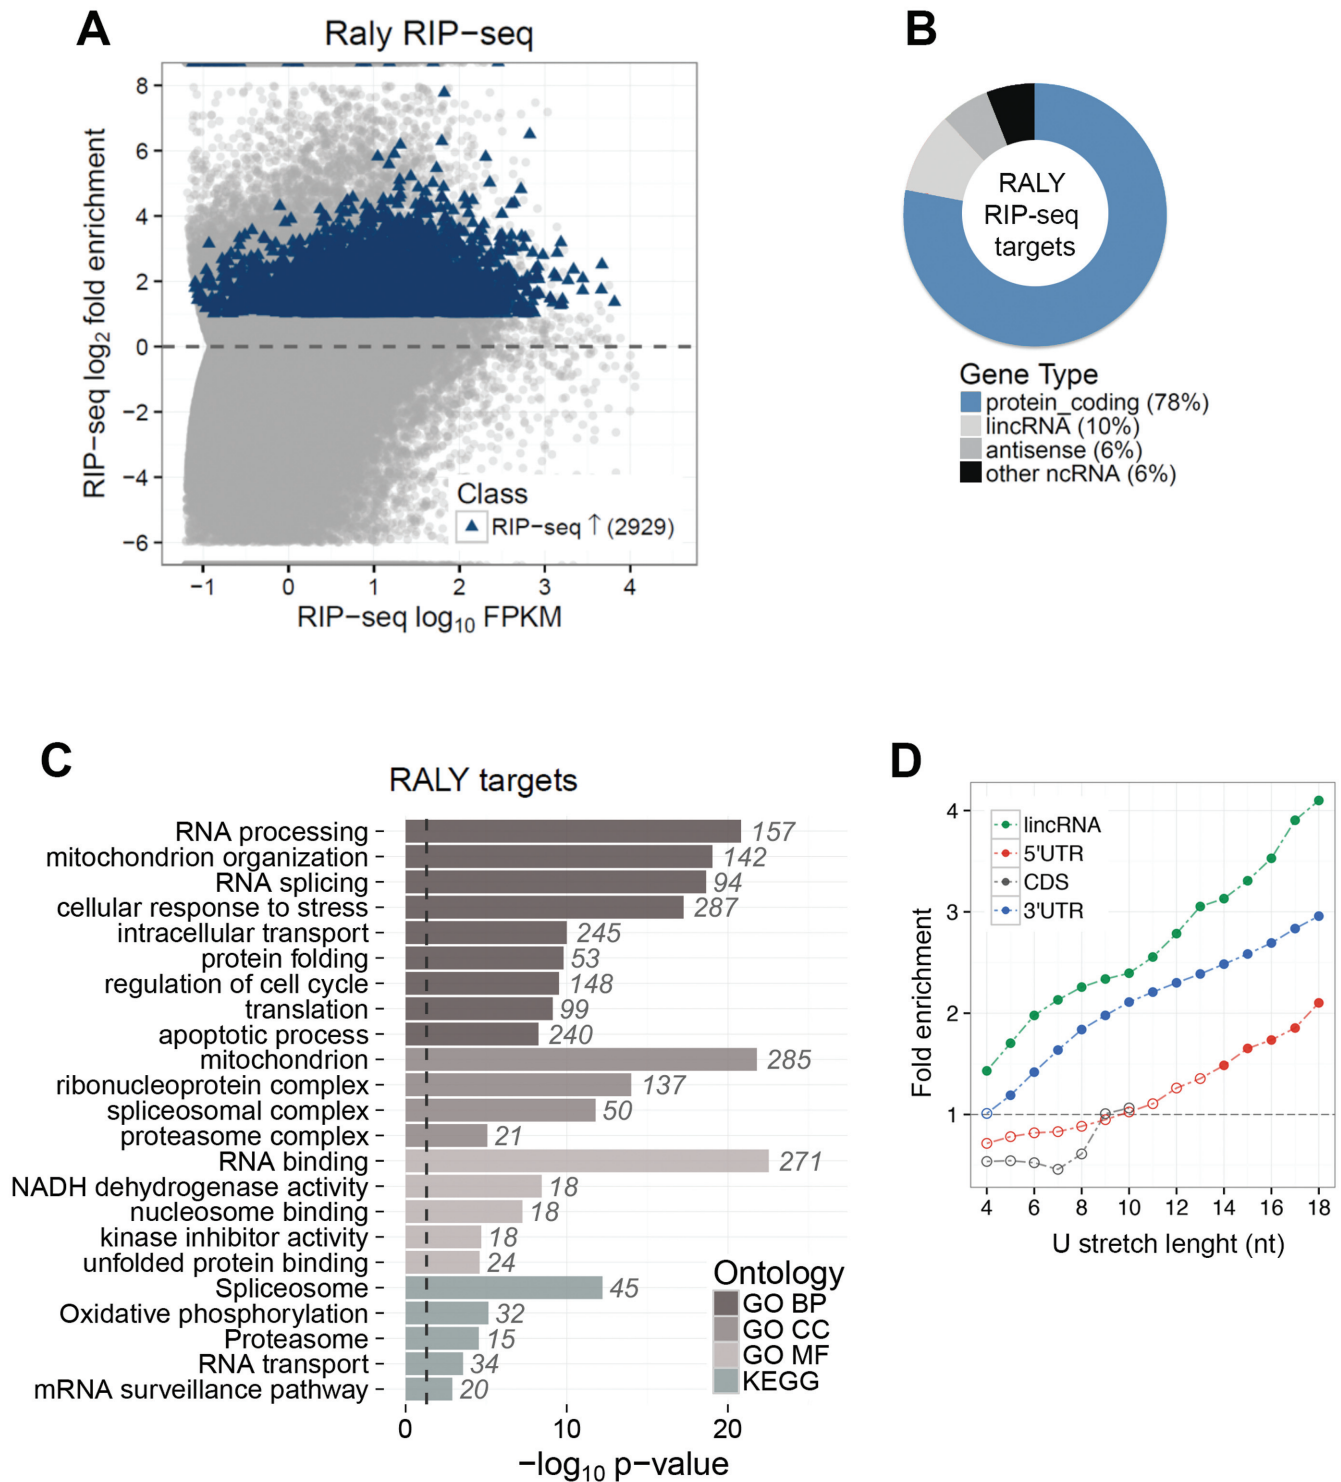 A
Raly RIP−seq
RIP−seq log2 fold enrichment
8
6
4
2
0
−2
−4
−6
Class
RIP−seq ↑ (2929)
−1 0 1 2 3 4
RIP−seq log10 FPKM
B
RALY
RIP-seq
targets
Gene Type
protein_coding (78%)
lincRNA (10%)
antisense (6%)
other ncRNA (6%)
C
RALY targets
RNA processing 157
mitochondrion organization 142
RNA splicing 94
cellular response to stress 287
intracellular transport 245
protein folding 53
regulation of cell cycle 148
translation 99
apoptotic process 240
mitochondrion 285
ribonucleoprotein complex 137
spliceosomal complex 50
proteasome complex 21
RNA binding 271
NADH dehydrogenase activity 18
nucleosome binding 18
kinase inhibitor activity 18
unfolded protein binding 24
Spliceosome 45
Oxidative phosphorylation 32
Proteasome 15
RNA transport 34
mRNA surveillance pathway 20
Ontology
GO BP
GO CC
GO MF
KEGG
0 10 20
−log10 p−value
D
Fold enrichment
4
3
2
1
lincRNA
5'UTR
CDS
3'UTR
4 6 8 10 12 14 16 18
U stretch lenght (nt)